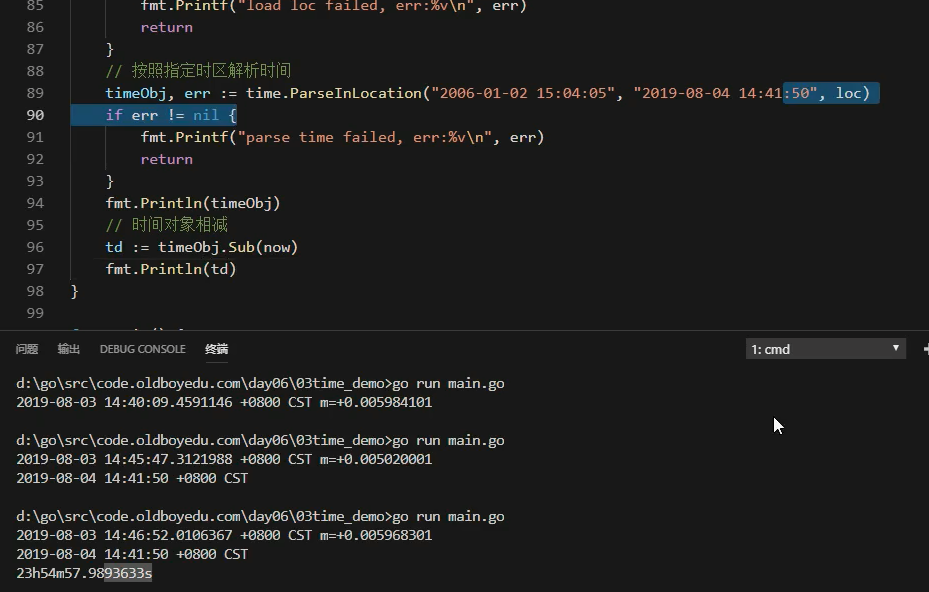 85 fmt.Printf("load loc failed, err:%v\n", err)
86 return
87 }
88 // 按照指定时区解析时间
89 timeObj, err := time.ParseInLocation("2006-01-02 15:04:05", "2019-08-04 14:41:50", loc)
90 if err != nil {
91 fmt.Printf("parse time failed, err:%v\n", err)
92 return
93 }
94 fmt.Println(timeObj)
95 // 时间对象相减
96 td := timeObj.Sub(now)
97 fmt.Println(td)
98 }
99
问题 输出 DEBUG CONSOLE 终端 1: cmd
d:\go\src\code.oldboyedu.com\day06\03time_demo>go run main.go
2019-08-03 14:40:09.4591146 +0800 CST m=+0.005984101
d:\go\src\code.oldboyedu.com\day06\03time_demo>go run main.go
2019-08-03 14:45:47.3121988 +0800 CST m=+0.005020001
2019-08-04 14:41:50 +0800 CST
d:\go\src\code.oldboyedu.com\day06\03time_demo>go run main.go
2019-08-03 14:46:52.0106367 +0800 CST m=+0.005968301
2019-08-04 14:41:50 +0800 CST
23h54m57.9893633s